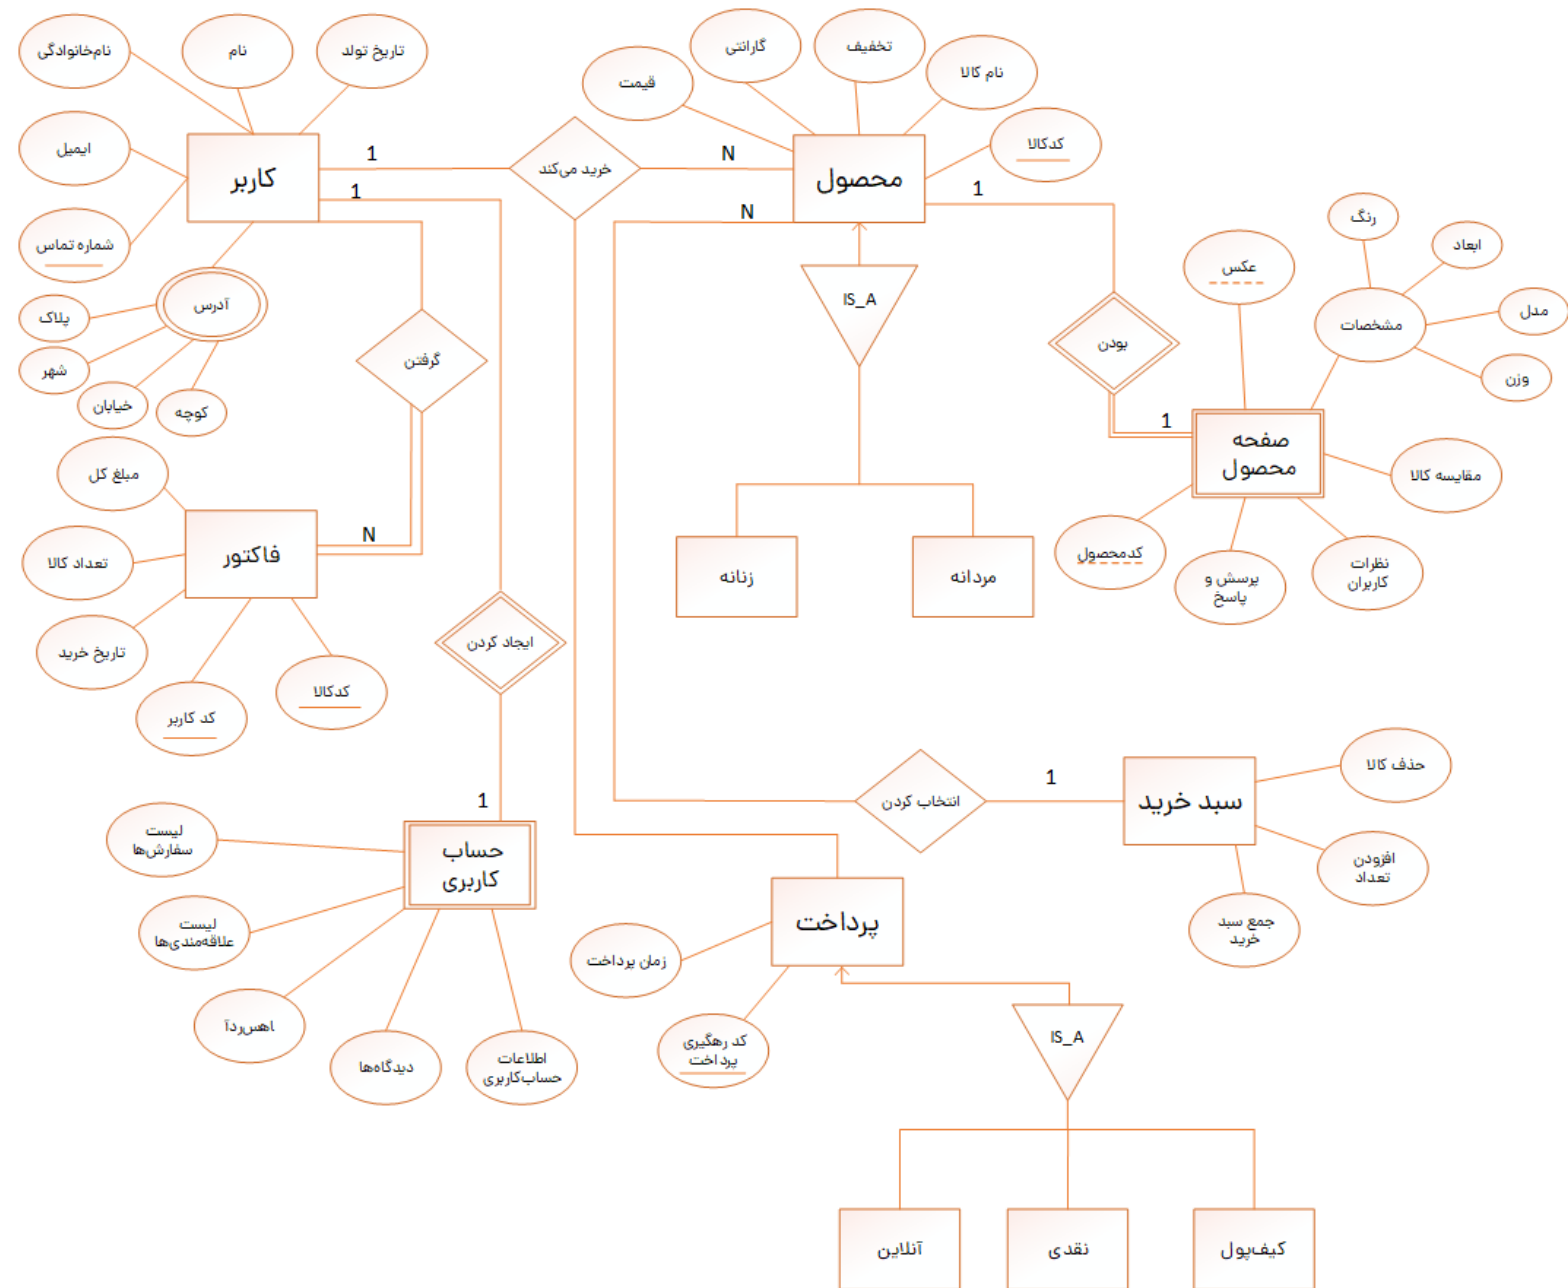 نام‌خانوادگی
نام
تاریخ تولد
ایمیل
شماره تماس
کاربر
آدرس
پلاک
شهر
خیابان
کوچه
1
خرید می‌کند
N
1
قیمت
گارانتی
تخفیف
نام کالا
کدکالا
محصول
1
N
IS_A
زنانه
مردانه
بودن
1
عکس
رنگ
ابعاد
مدل
وزن
مشخصات
صفحه
محصول
مقایسه کالا
نظرات
کاربران
پرسش و
پاسخ
کدمحصول
گرفتن
N
مبلغ کل
تعداد کالا
تاریخ خرید
کد کاربر
کدکالا
فاکتور
ایجاد کردن
1
حساب
کاربری
لیست
سفارش‌ها
لیست
علاقه‌مندی‌ها
اهس‌ردآ
دیدگاه‌ها
اطلاعات
حساب‌کاربری
انتخاب کردن
1
سبد خرید
حذف کالا
افزودن
تعداد
جمع سبد
خرید
پرداخت
زمان پرداخت
کد رهگیری
پرداخت
IS_A
آنلاین
نقدی
کیف‌پول